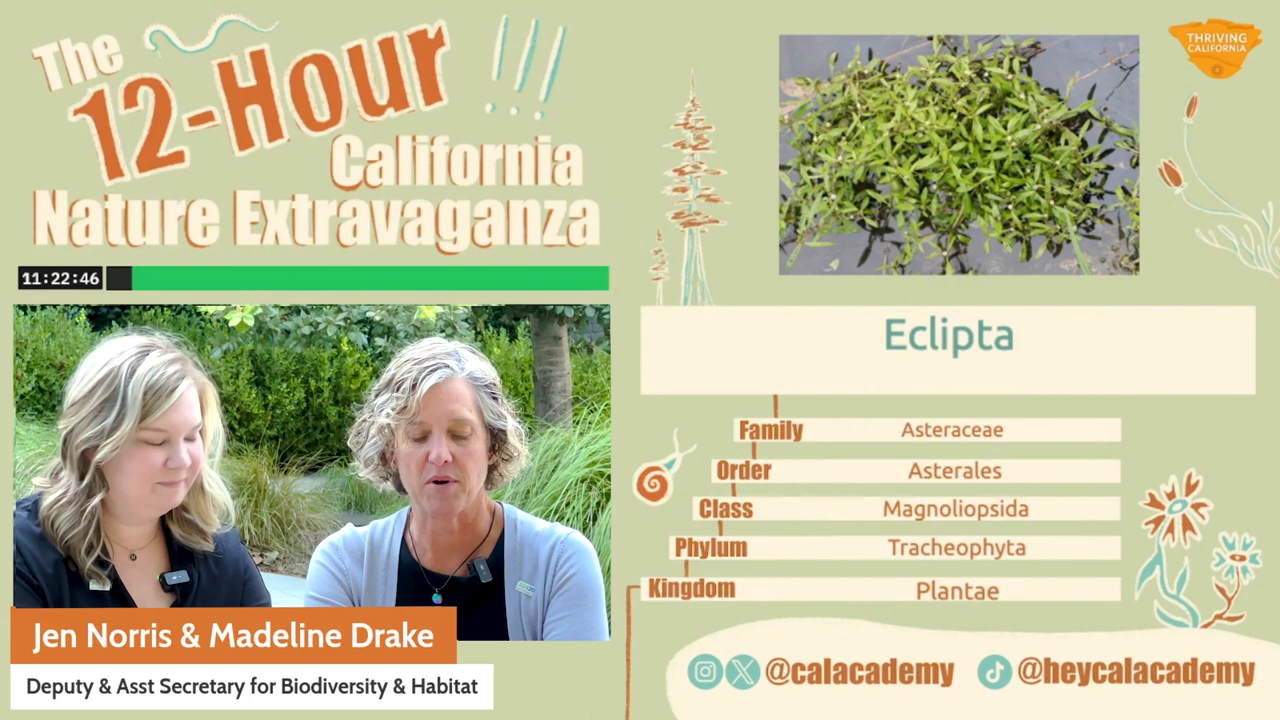 The
12-Hour !!!
California
Nature Extravaganza
11:22:46
Jen Norris & Madeline Drake
Deputy & Asst Secretary for Biodiversity & Habitat
THRIVING
CALIFORNIA
Eclipta
Family Asteraceae
Order Asterales
Class Magnoliopsida
Phylum Tracheophyta
Kingdom Plantae
@calacademy @heycalacademy